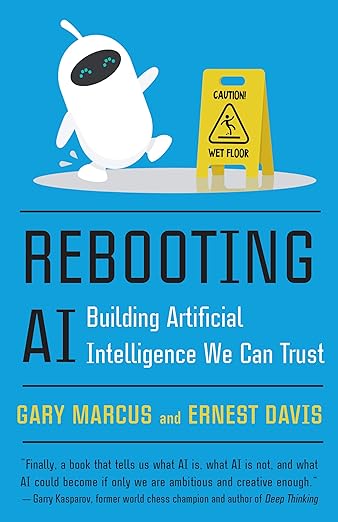 CAUTION!
WET FLOOR
REBOOTING
AI Building Artificial
Intelligence We Can Trust
GARY MARCUS and ERNEST DAVIS
"Finally, a book that tells us what AI is, what AI is not, and what
AI could become if only we are ambitious and creative enough."
— Garry Kasparov, former world chess champion and author of Deep Thinking